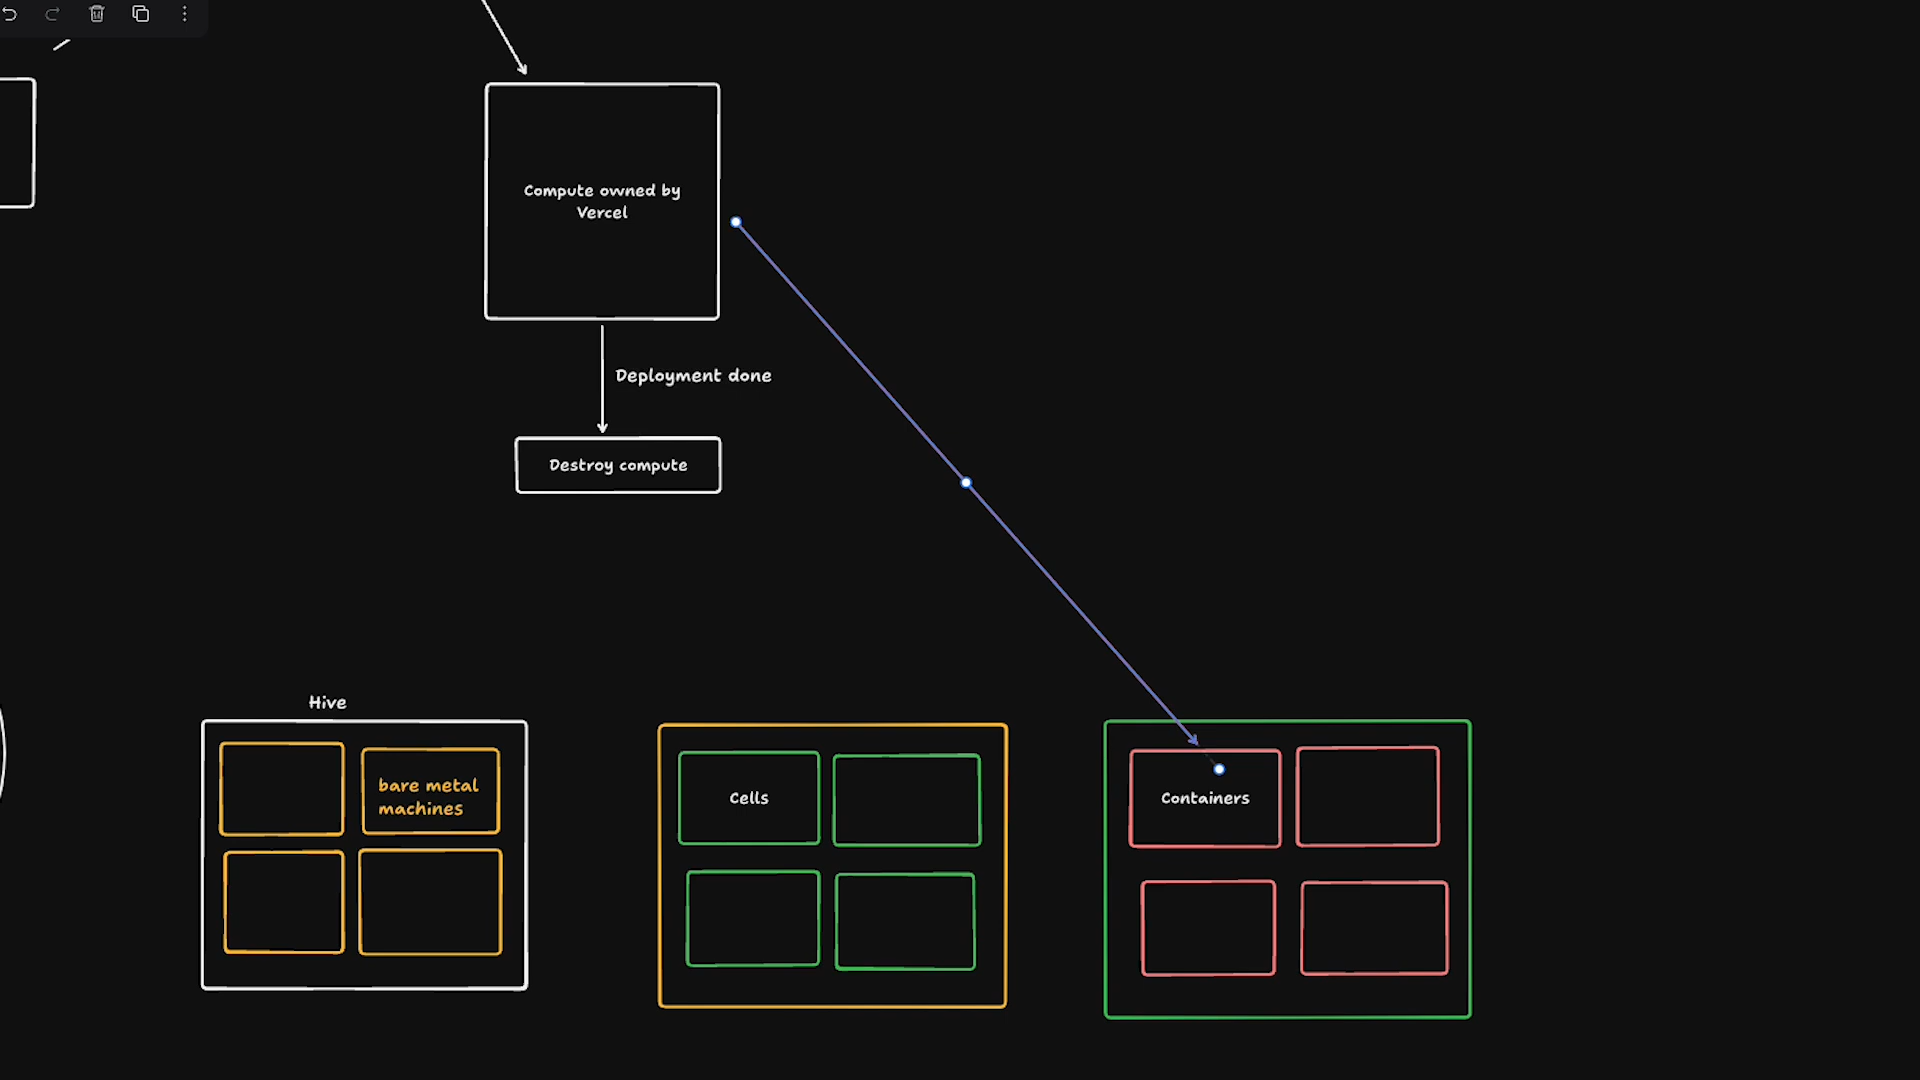 Compute owned by
Vercel
Deployment done
Destroy compute
Hive
bare metal
machines
Cells
Containers